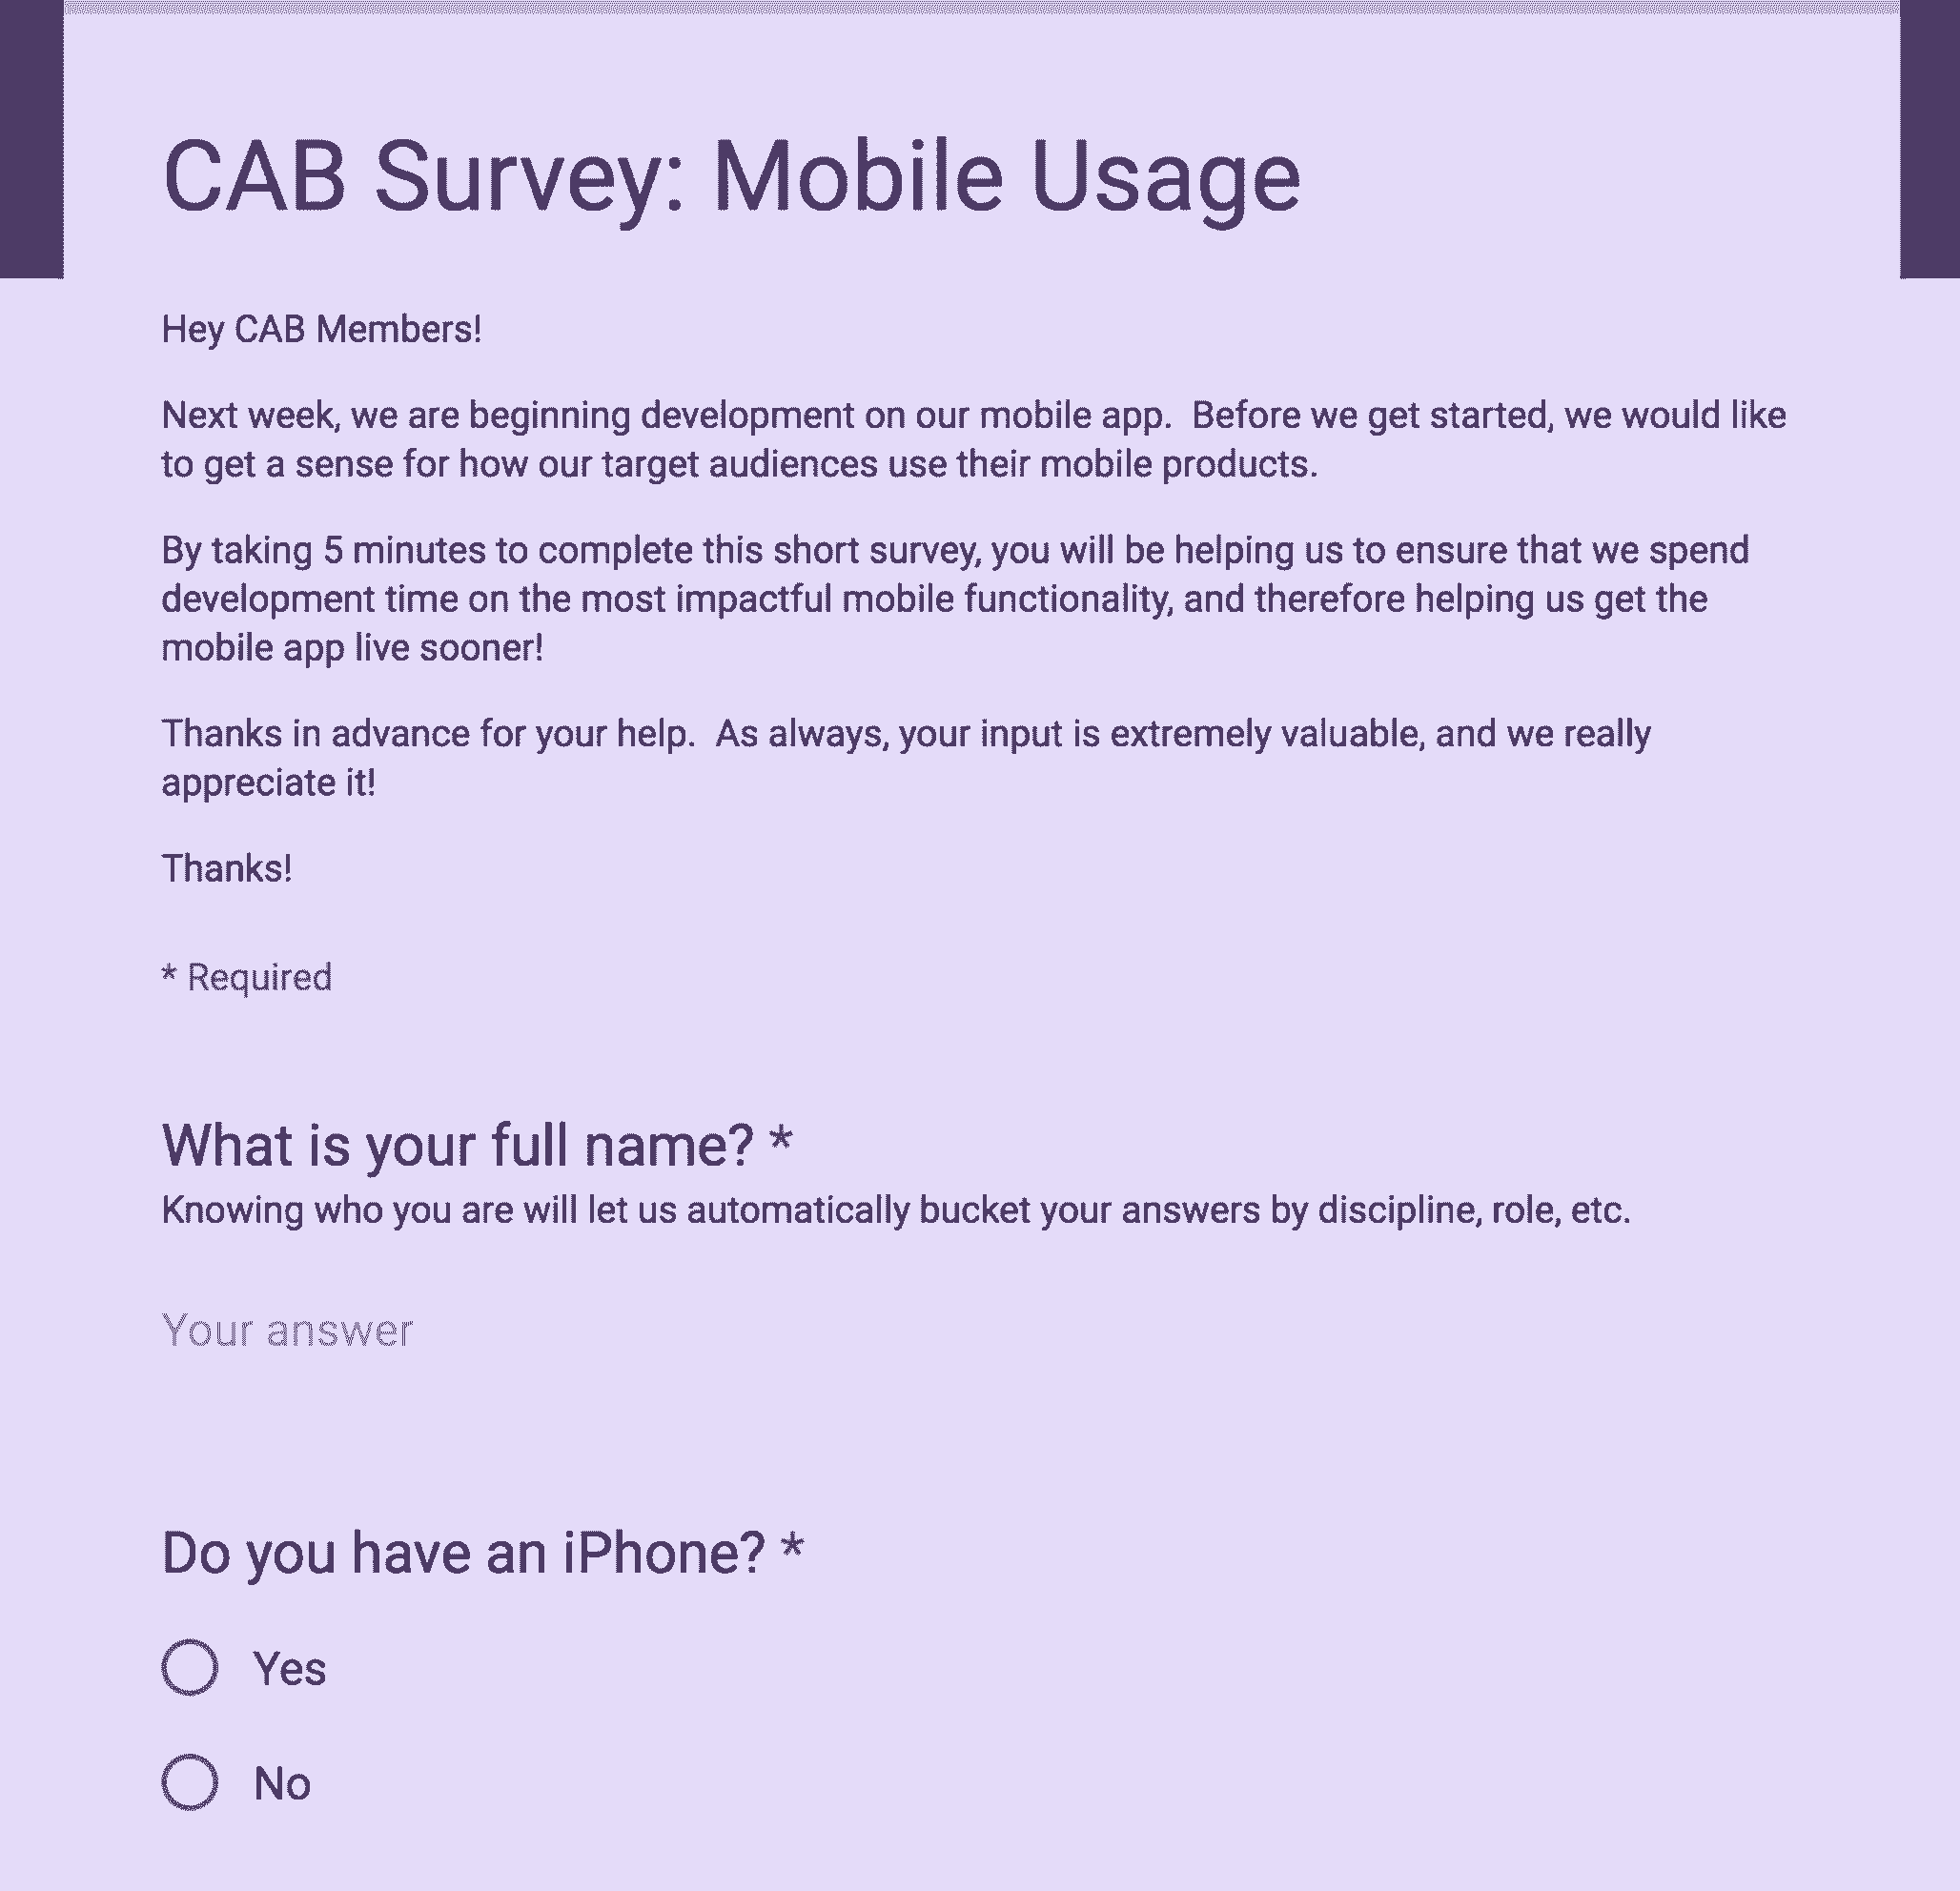 CAB Survey: Mobile Usage
Hey CAB Members!
Next week, we are beginning development on our mobile app.  Before we get started, we would like
to get a sense for how our target audiences use their mobile products.
By taking 5 minutes to complete this short survey, you will be helping us to ensure that we spend
development time on the most impactful mobile functionality, and therefore helping us get the
mobile app live sooner!
Thanks in advance for your help.  As always, your input is extremely valuable, and we really
appreciate it!
Thanks!
* Required
What is your full name? *
Knowing who you are will let us automatically bucket your answers by discipline, role, etc.
Your answer
Do you have an iPhone? *
Yes
No